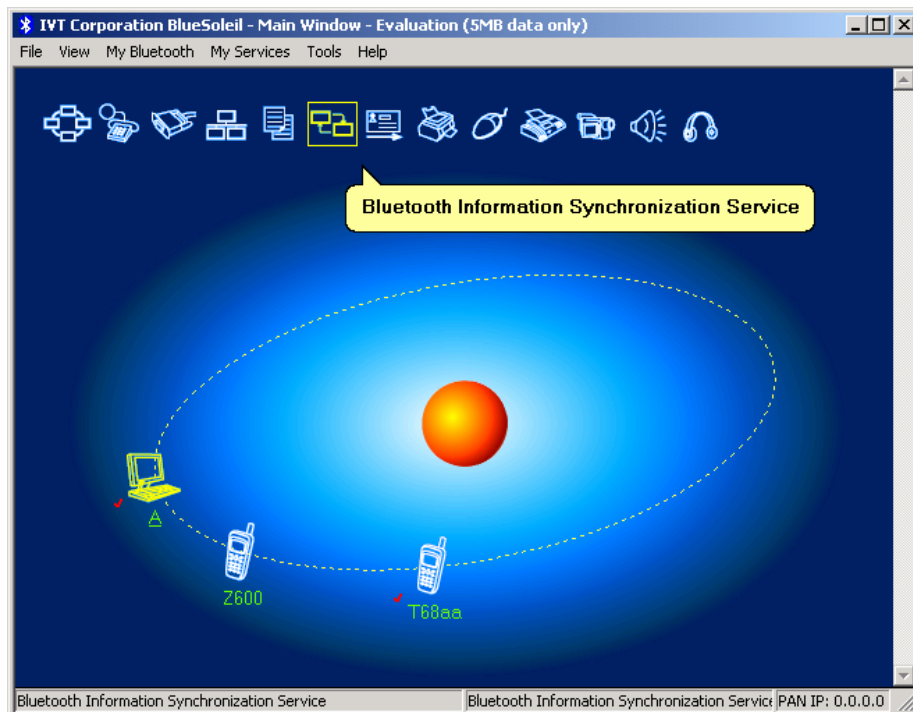 IVT Corporation BlueSoleil - Main Window - Evaluation (5MB data only)
File View My Bluetooth My Services Tools Help
Bluetooth Information Synchronization Service
A
Z600
T68aa
Bluetooth Information Synchronization Service Bluetooth Information Synchronization Servic PAN IP: 0.0.0.0